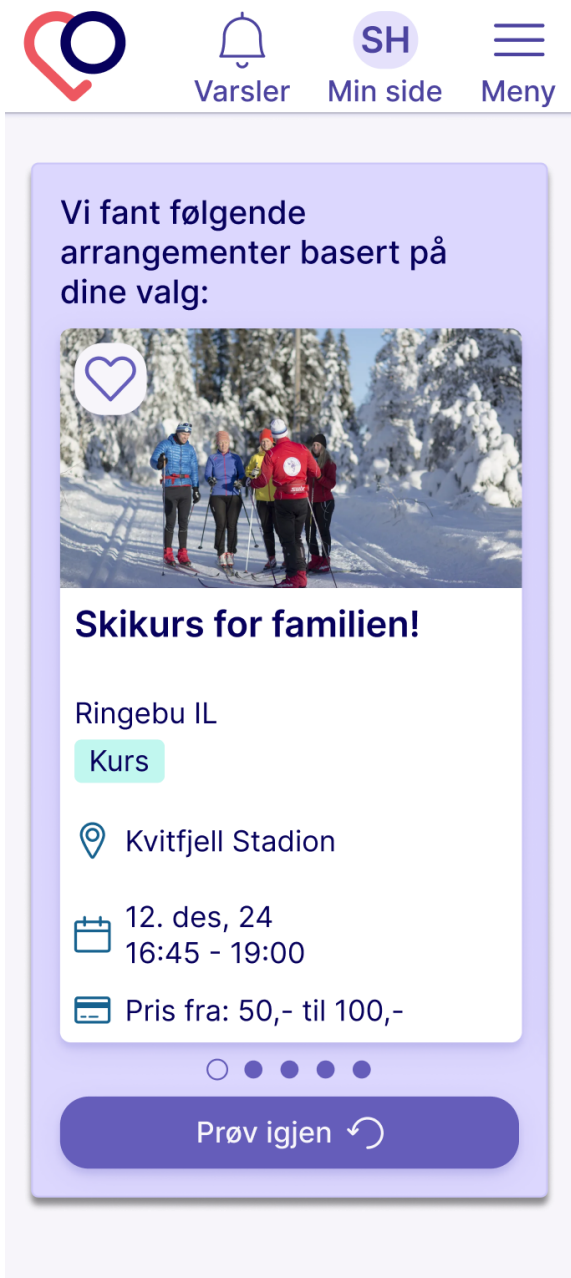 SH
Varsler
Min side
Meny
Vi fant følgende
arrangementer basert på
dine valg:
Skikurs for familien!
Ringebu IL
Kurs
Kvitfjell Stadion
12. des, 24
16:45 - 19:00
Pris fra: 50,- til 100,-
Prøv igjen